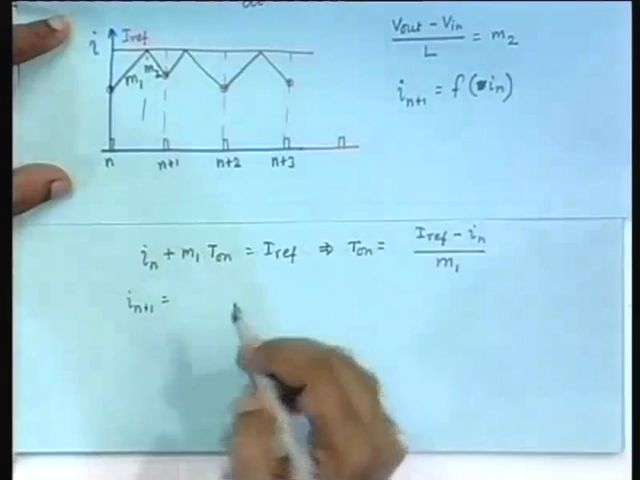 i Iref
m₁ m₂
n n+1 n+2 n+3
(Vout - Vin) / L = m₂
iₙ₊₁ = f(iₙ)
iₙ + m₁ Ton = Iref ⇒ Ton = (Iref - iₙ) / m₁
iₙ₊₁ =